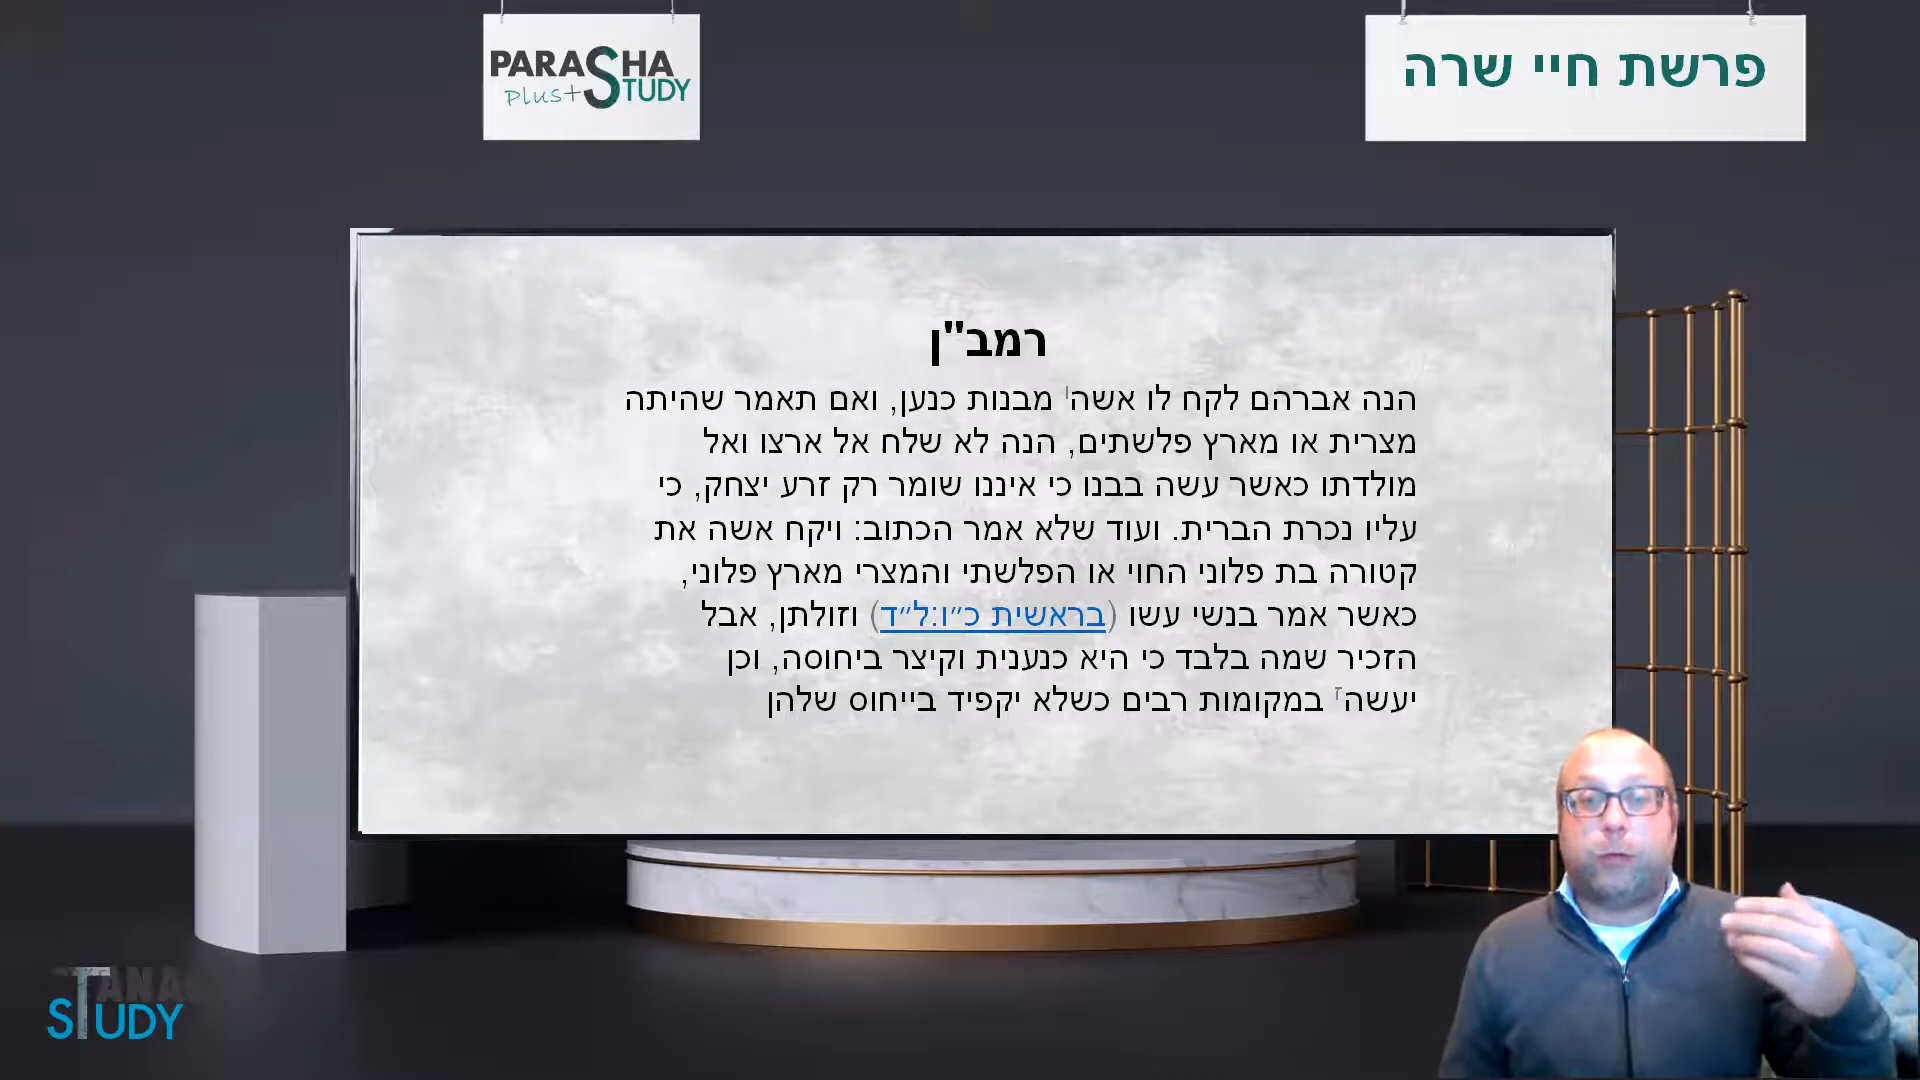 PARASHA
plus+ STUDY
פרשת חיי שרה
רמב"ן
הנה אברהם לקח לו אשהו מבנות כנען, ואם תאמר שהיתה
מצרית או מארץ פלשתים, הנה לא שלח אל ארצו ואל
מולדתו כאשר עשה בבנו כי איננו שומר רק זרע יצחק, כי
עליו נכרת הברית. ועוד שלא אמר הכתוב: ויקח אשה את
קטורה בת פלוני החוי או הפלשתי והמצרי מארץ פלוני,
כאשר אמר בנשי עשו (בראשית כ״ו:ל״ד) וזולתן, אבל
הזכיר שמה בלבד כי היא כנענית וקיצר ביחוסה, וכן
יעשהז במקומות רבים כשלא יקפיד בייחוס שלהן
TANA
STUDY